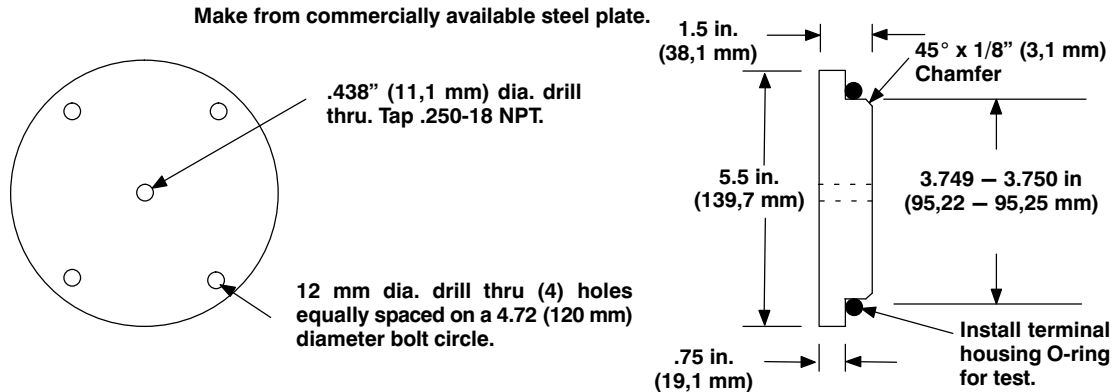 Make from commercially available steel plate.
.438” (11,1 mm) dia. drill
thru. Tap .250-18 NPT.
12 mm dia. drill thru (4) holes
equally spaced on a 4.72 (120 mm)
diameter bolt circle.
1.5 in.
(38,1 mm)
45° x 1/8” (3,1 mm)
Chamfer
5.5 in.
(139,7 mm)
3.749 – 3.750 in
(95,22 – 95,25 mm)
.75 in.
(19,1 mm)
Install terminal
housing O-ring
for test.